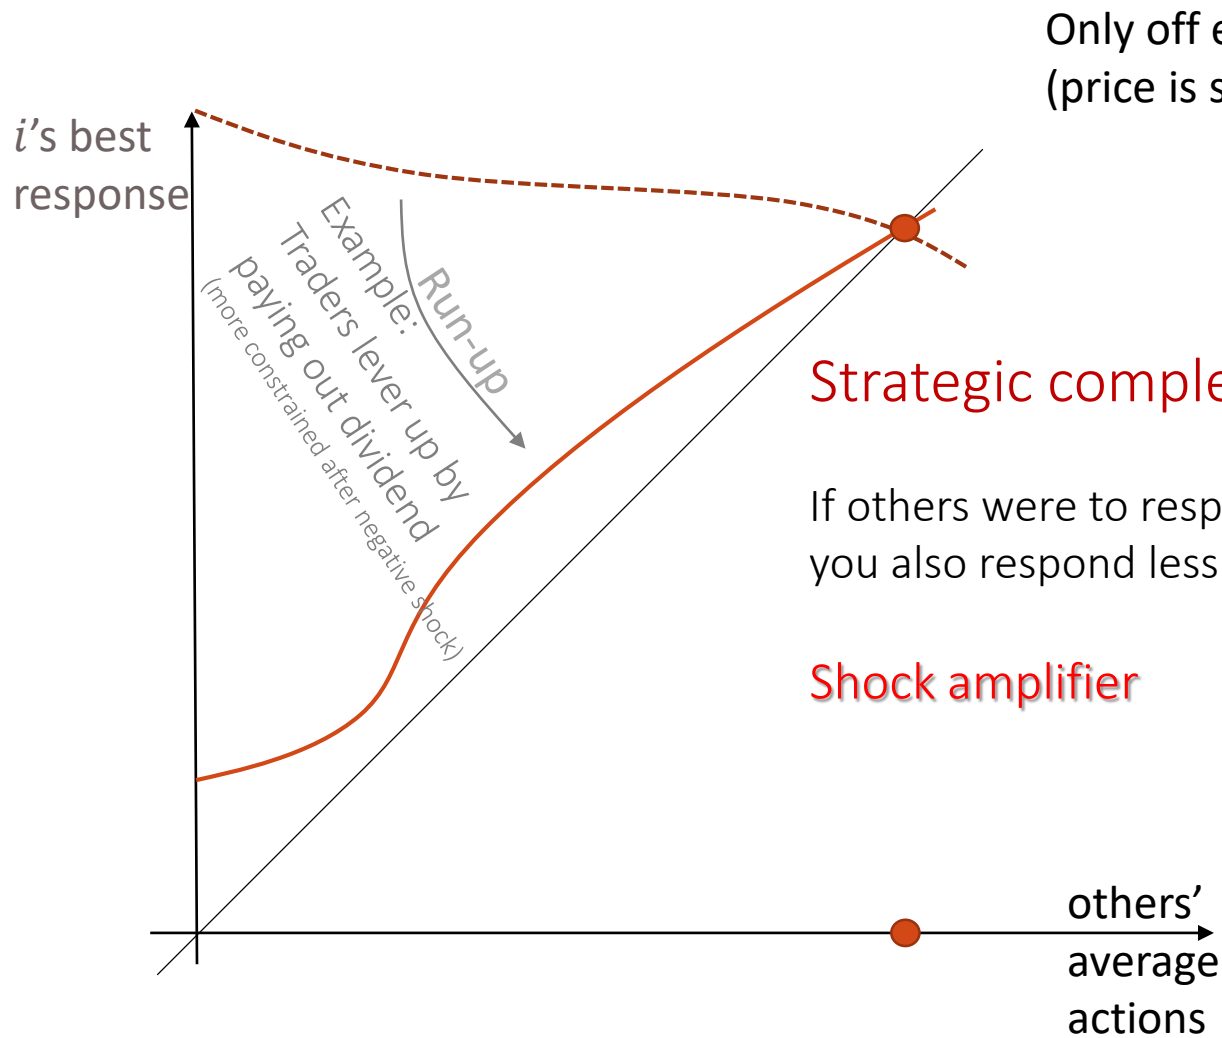 Only off e
(price is s
i's best
response
Example:
Traders lever up by
paying out dividend
(more constrained after negative shock)
Run-up
Strategic comple
If others were to resp
you also respond less
Shock amplifier
others'
average
actions